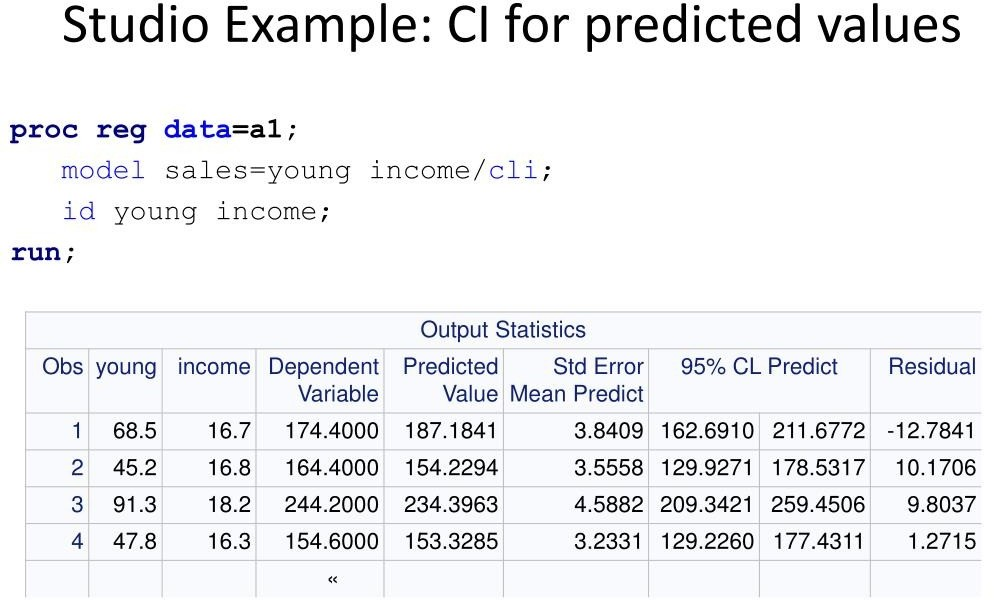 Studio Example: CI for predicted values
proc reg data=a1;
model sales=young income/cli;
id young income;
run;
Output Statistics
Obs young income Dependent Variable Predicted Value Std Error Mean Predict 95% CL Predict Residual
1 68.5 16.7 174.4000 187.1841 3.8409 162.6910 211.6772 -12.7841
2 45.2 16.8 164.4000 154.2294 3.5558 129.9271 178.5317 10.1706
3 91.3 18.2 244.2000 234.3963 4.5882 209.3421 259.4506 9.8037
4 47.8 16.3 154.6000 153.3285 3.2331 129.2260 177.4311 1.2715
«